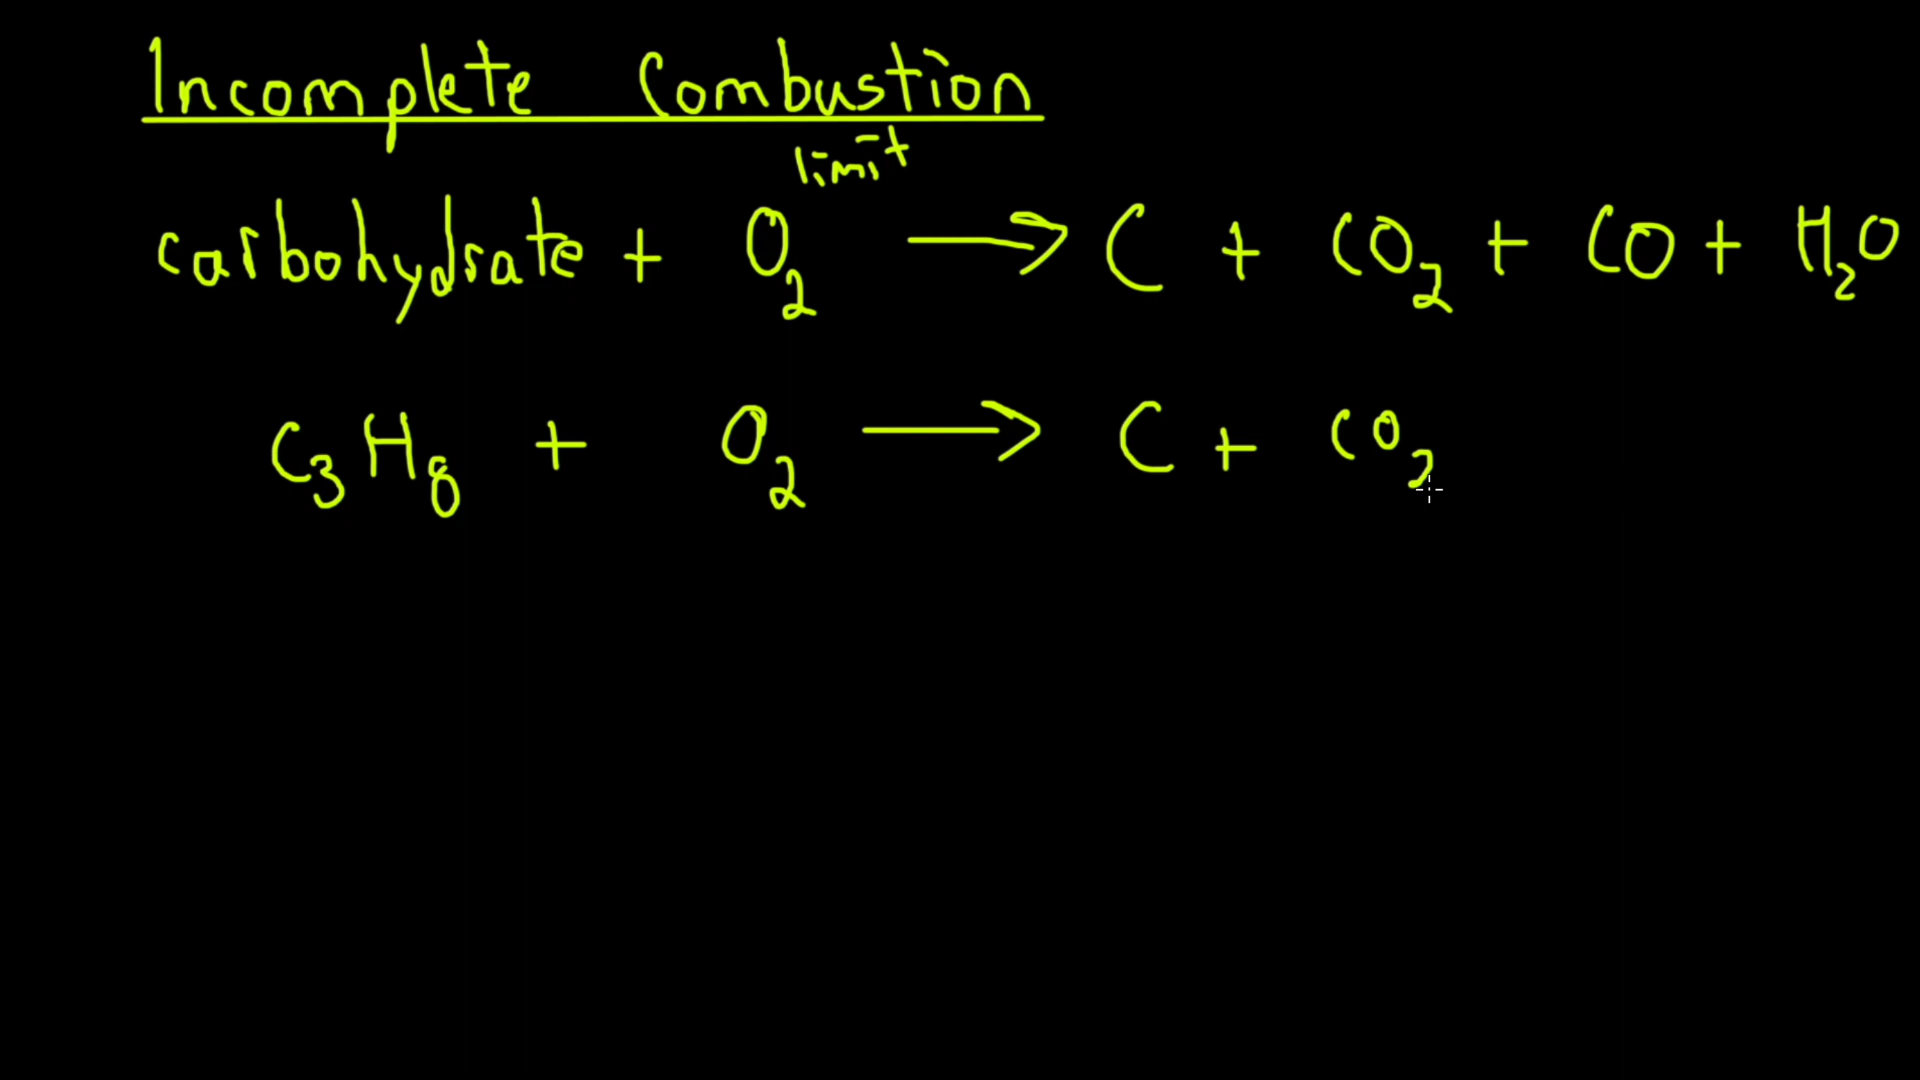 Incomplete Combustion
limit
carbohydrate + O₂ → C + CO₂ + CO + H₂O
C₃H₈ + O₂ → C + CO₂